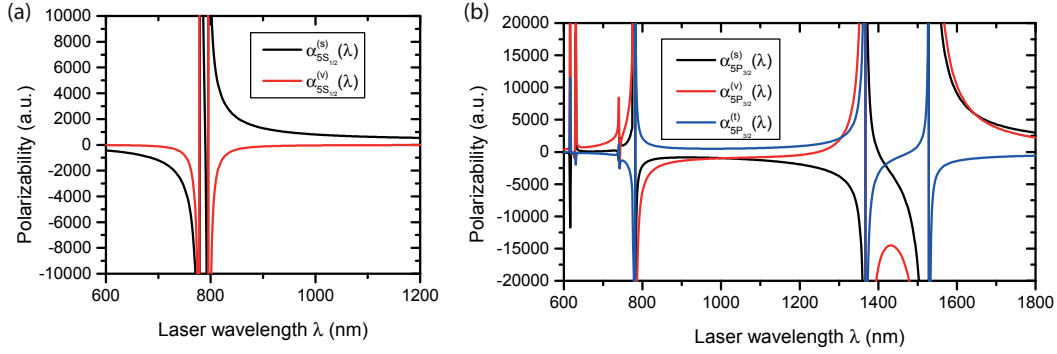 (a)
10000
8000
6000
4000
2000
0
-2000
-4000
-6000
-8000
-10000
Polarizability (a.u.)
α(s)5S1/2(λ)
α(v)5S1/2(λ)
600 800 1000 1200
Laser wavelength λ (nm)
(b)
20000
15000
10000
5000
0
-5000
-10000
-15000
-20000
Polarizability (a.u.)
α(s)5P3/2(λ)
α(v)5P3/2(λ)
α(t)5P3/2(λ)
600 800 1000 1200 1400 1600 1800
Laser wavelength λ (nm)